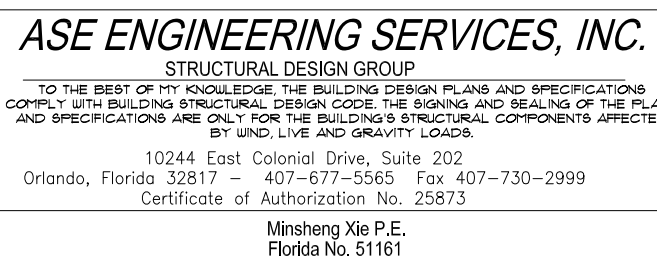 ASE ENGINEERING SERVICES, INC.
STRUCTURAL DESIGN GROUP
TO THE BEST OF MY KNOWLEDGE, THE BUILDING DESIGN PLANS AND SPECIFICATIONS
COMPLY WITH BUILDING STRUCTURAL DESIGN CODE. THE SIGNING AND SEALING OF THE PLA
AND SPECIFICATIONS ARE ONLY FOR THE BUILDING'S STRUCTURAL COMPONENTS AFFECTE
BY WIND, LIVE AND GRAVITY LOADS.
10244 East Colonial Drive, Suite 202
Orlando, Florida 32817 - 407-677-5565 Fax 407-730-2999
Certificate of Authorization No. 25873
Minsheng Xie P.E.
Florida No. 51161